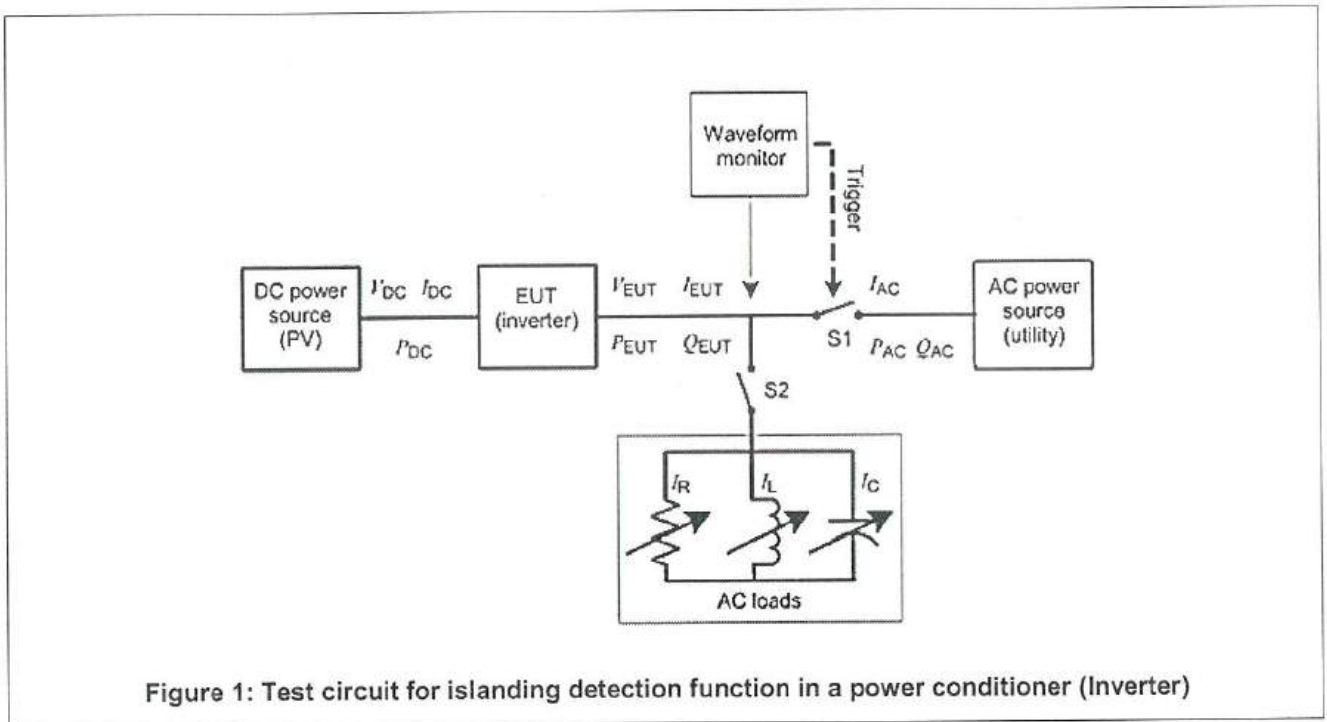 Waveform
monitor
Trigger
DC power
source
(PV)
VDC IDC
PDC
EUT
(inverter)
VEUT IEUT
PEUT QEUT
S1
IAC
PAC QAC
AC power
source
(utility)
S2
IR
IL
IC
AC loads
Figure 1: Test circuit for islanding detection function in a power conditioner (Inverter)